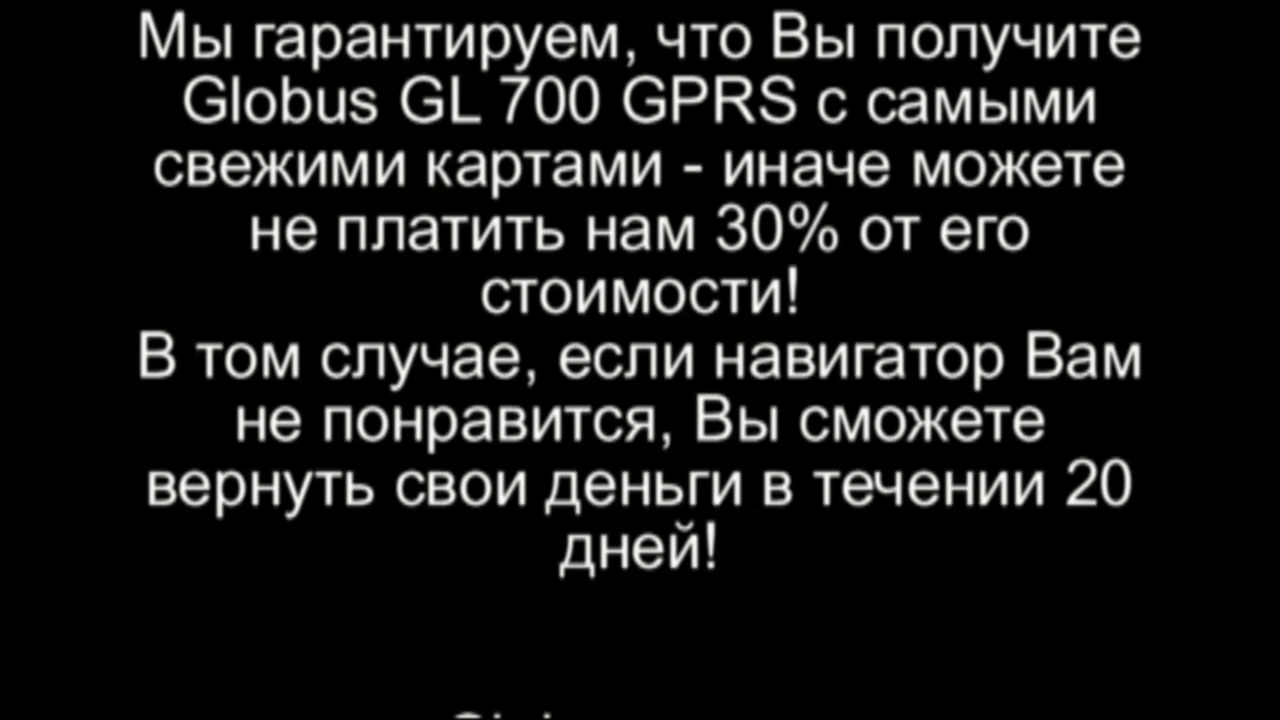 Мы гарантируем, что Вы получите
Globus GL 700 GPRS с самыми
свежими картами - иначе можете
не платить нам 30% от его
стоимости!
В том случае, если навигатор Вам
не понравится, Вы сможете
вернуть свои деньги в течении 20
дней!